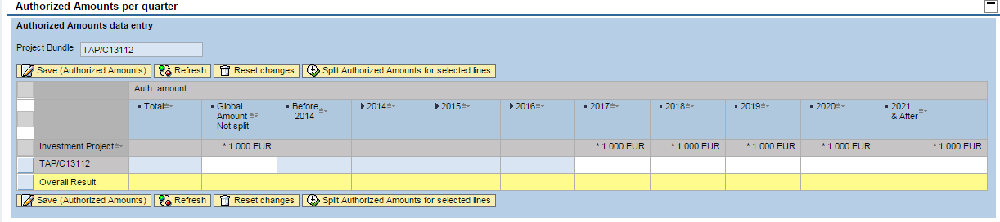 Authorized Amounts per quarter
Authorized Amounts data entry
Project Bundle TAP/C13112
Save (Authorized Amounts) Refresh Reset changes Split Authorized Amounts for selected lines
Auth. amount
Total Global Before 2014 2015 2016 2017 2018 2019 2020 2021
Amount 2014 & After
Not split
Investment Project * 1.000 EUR * 1.000 EUR * 1.000 EUR * 1.000 EUR * 1.000 EUR * 1.000 EUR
TAP/C13112
Overall Result
Save (Authorized Amounts) Refresh Reset changes Split Authorized Amounts for selected lines